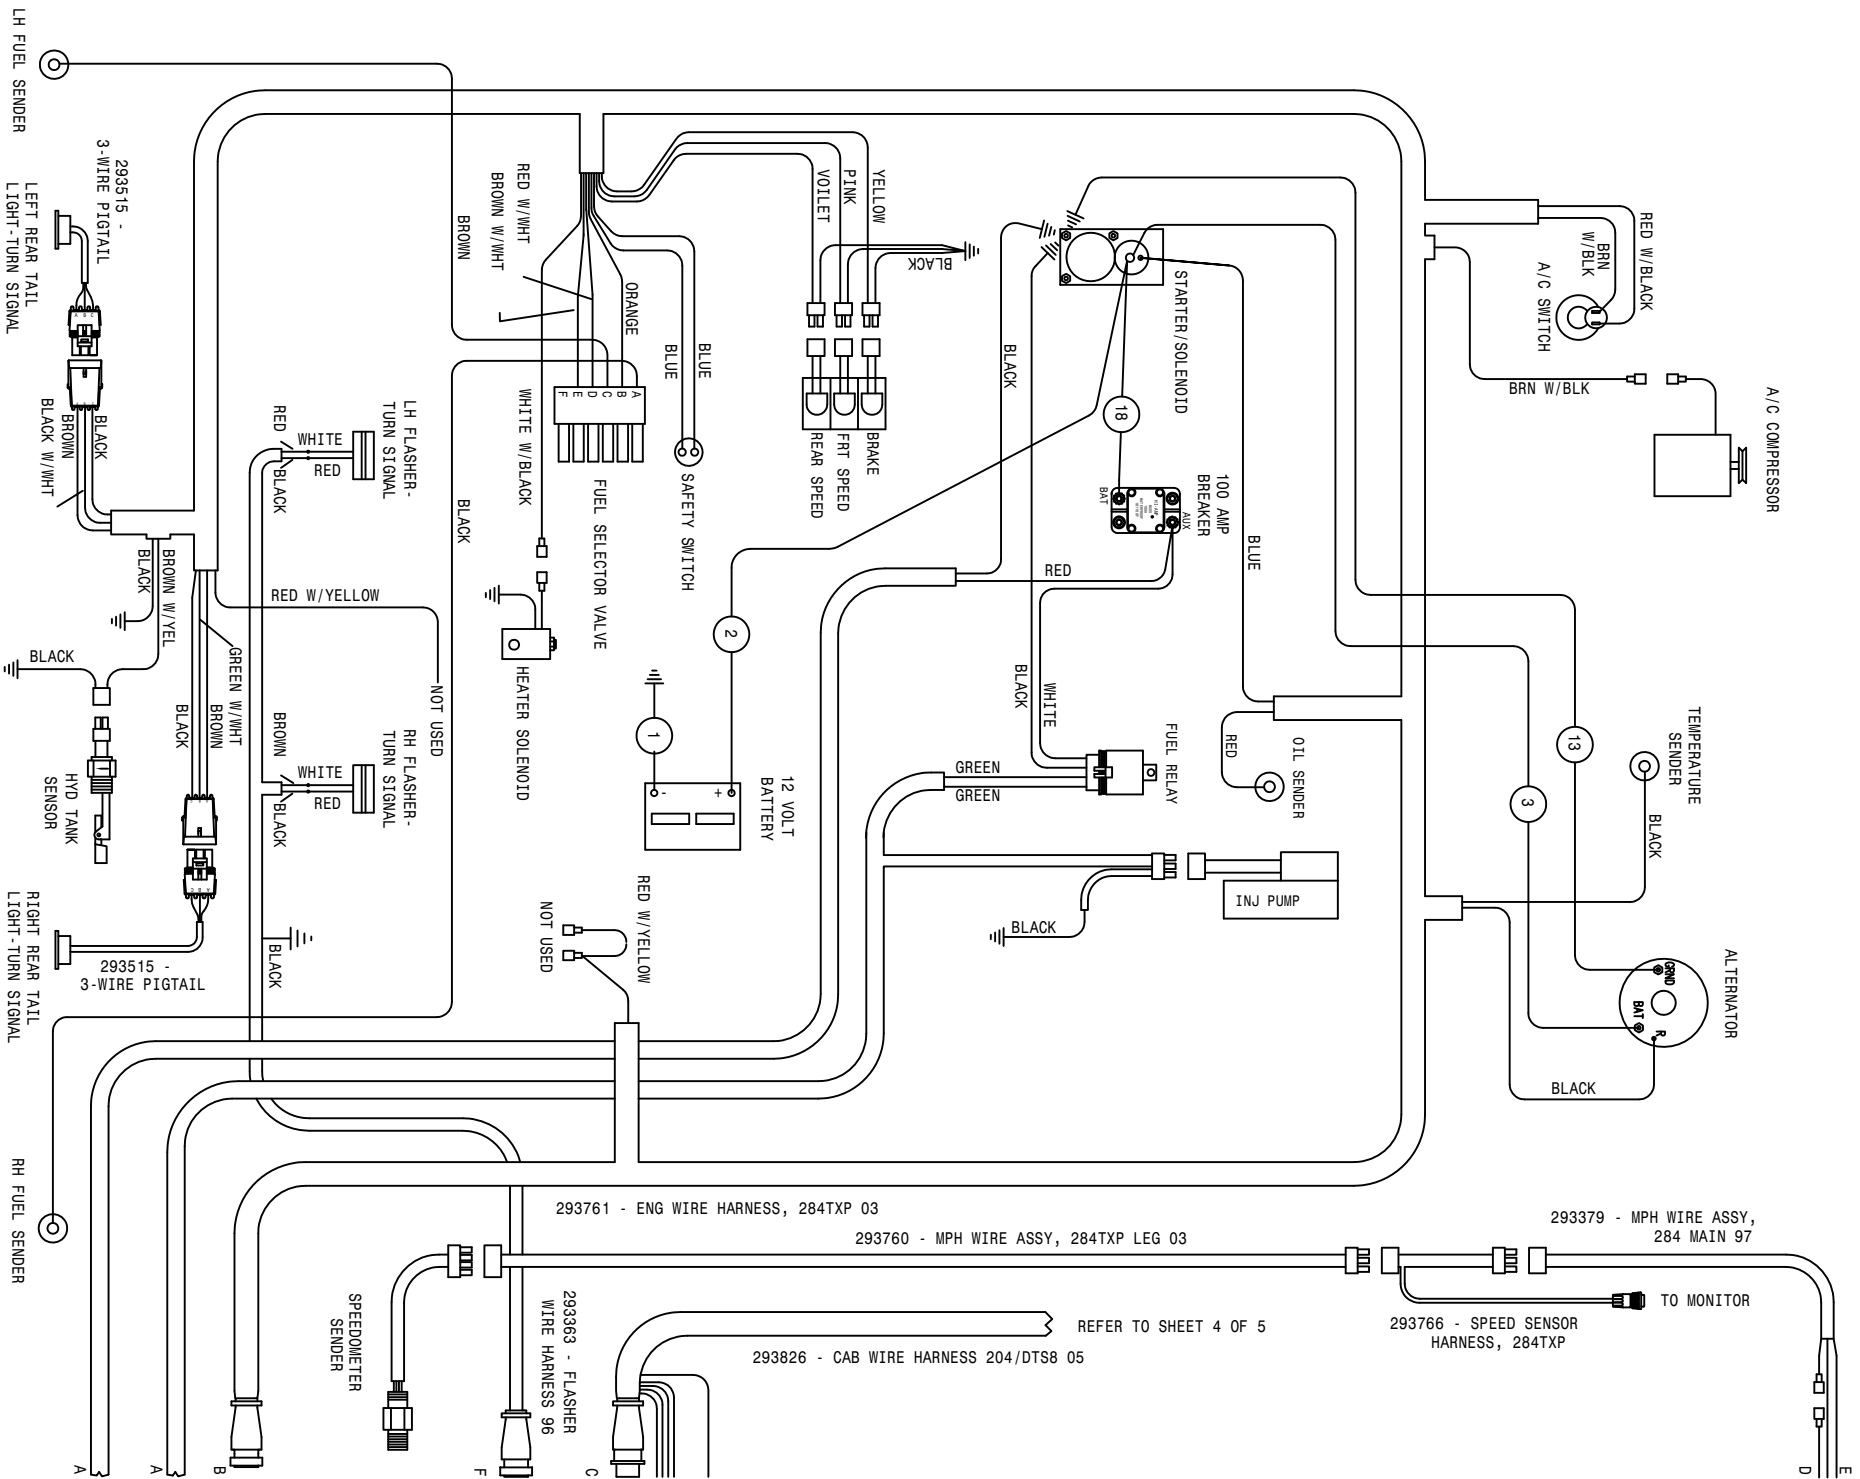 LH FUEL SENDER
293515 -
3-WIRE PIGTAIL
LEFT REAR TAIL
LIGHT-TURN SIGNAL
BLACK
BROWN
BLACK W/WHT
BROWN
RED W/WHT
BROWN W/WHT
VOILET
PINK
YELLOW
BLACK
ORANGE
BLUE
BLUE
A
B
C
D
E
F
FUEL SELECTOR VALVE
WHITE W/BLACK
SAFETY SWITCH
REAR SPEED
FRT SPEED
BRAKE
STARTER/SOLENOID
BLACK
18
BAT
AUX
100 AMP
BREAKER
BLUE
RED
RED W/BLACK
BRN
W/BLK
A/C SWITCH
BRN W/BLK
A/C COMPRESSOR
RED
WHITE
RED
BLACK
LH FLASHER-
TURN SIGNAL
BLACK
BROWN W/YEL
BLACK
RED W/YELLOW
NOT USED
BLACK
GREEN W/WHT
BROWN
BLACK
HYD TANK
SENSOR
BROWN
WHITE
RED
BLACK
RH FLASHER-
TURN SIGNAL
HEATER SOLENOID
2
1
- +
12 VOLT
BATTERY
BLACK
WHITE
GREEN
GREEN
FUEL RELAY
RED
OIL SENDER
13
3
TEMPERATURE
SENDER
BLACK
INJ PUMP
BLACK
GRND
BAT
R
ALTERNATOR
BLACK
RIGHT REAR TAIL
LIGHT-TURN SIGNAL
293515 -
3-WIRE PIGTAIL
BLACK
NOT USED
RED W/YELLOW
RH FUEL SENDER
293761 - ENG WIRE HARNESS, 284TXP 03
293760 - MPH WIRE ASSY, 284TXP LEG 03
293379 - MPH WIRE ASSY,
284 MAIN 97
TO MONITOR
293766 - SPEED SENSOR
HARNESS, 284TXP
REFER TO SHEET 4 OF 5
293826 - CAB WIRE HARNESS 204/DTS8 05
SPEEDOMETER
SENDER
293363 - FLASHER
WIRE HARNESS 96
A
A
B
F
C
D
E